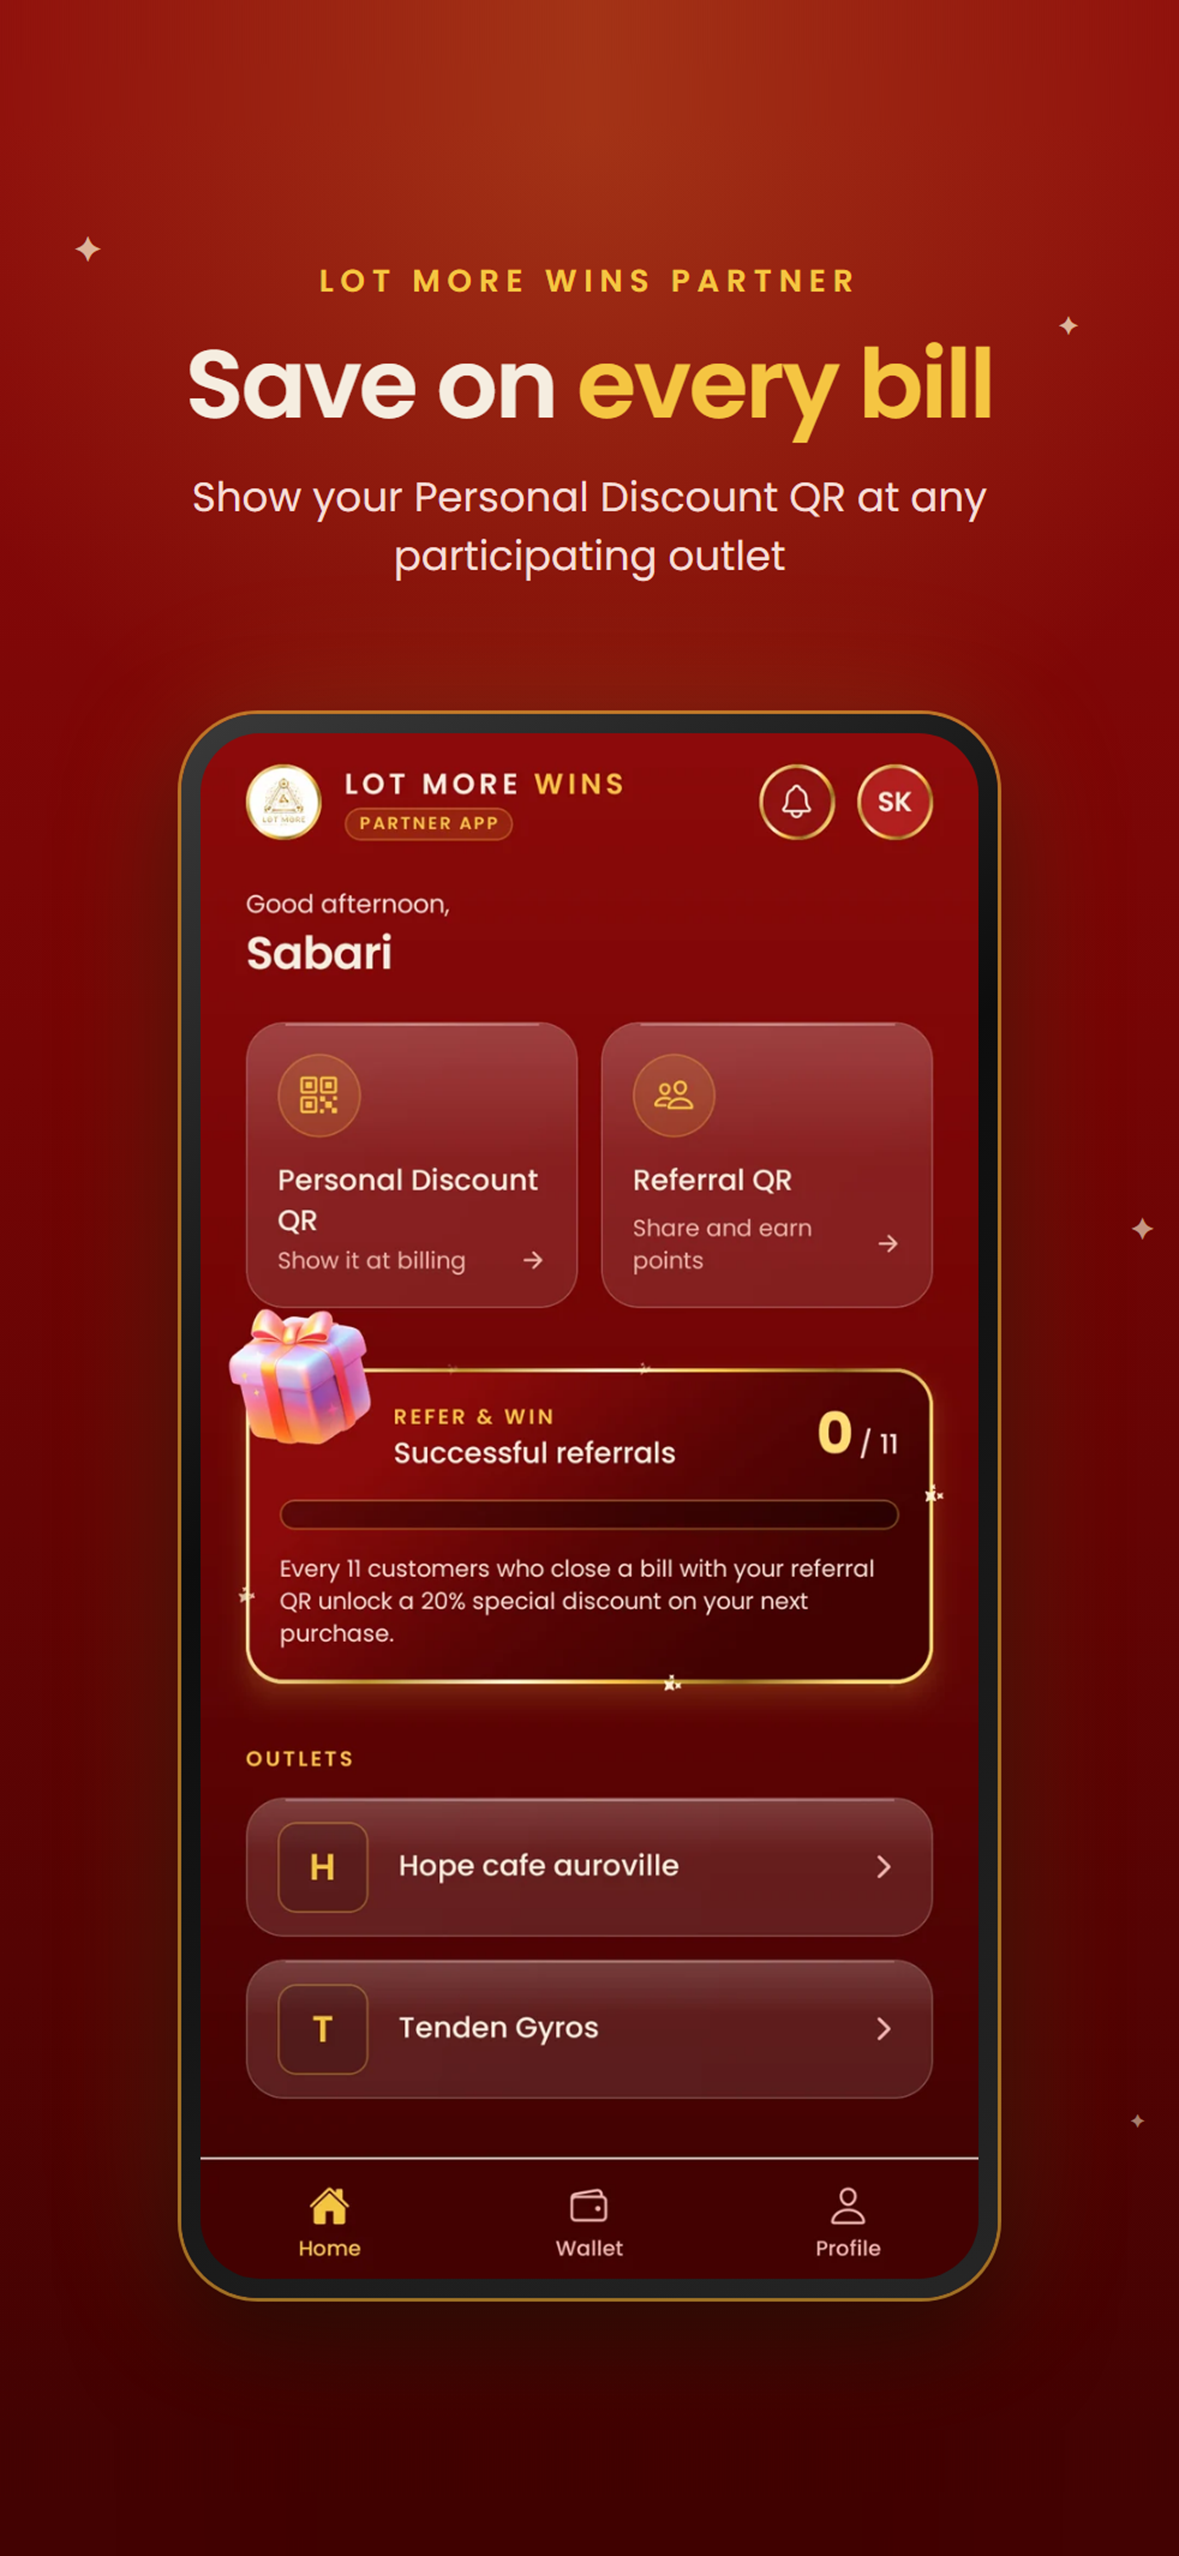 LOT MORE WINS PARTNER
Save on every bill
Show your Personal Discount QR at any
participating outlet
LOT MORE
LOT MORE WINS
PARTNER APP
SK
Good afternoon,
Sabari
Personal Discount
QR
Show it at billing
Referral QR
Share and earn
points
REFER & WIN
Successful referrals
0 / 11
Every 11 customers who close a bill with your referral
QR unlock a 20% special discount on your next
purchase.
OUTLETS
H
Hope cafe auroville
T
Tenden Gyros
Home
Wallet
Profile